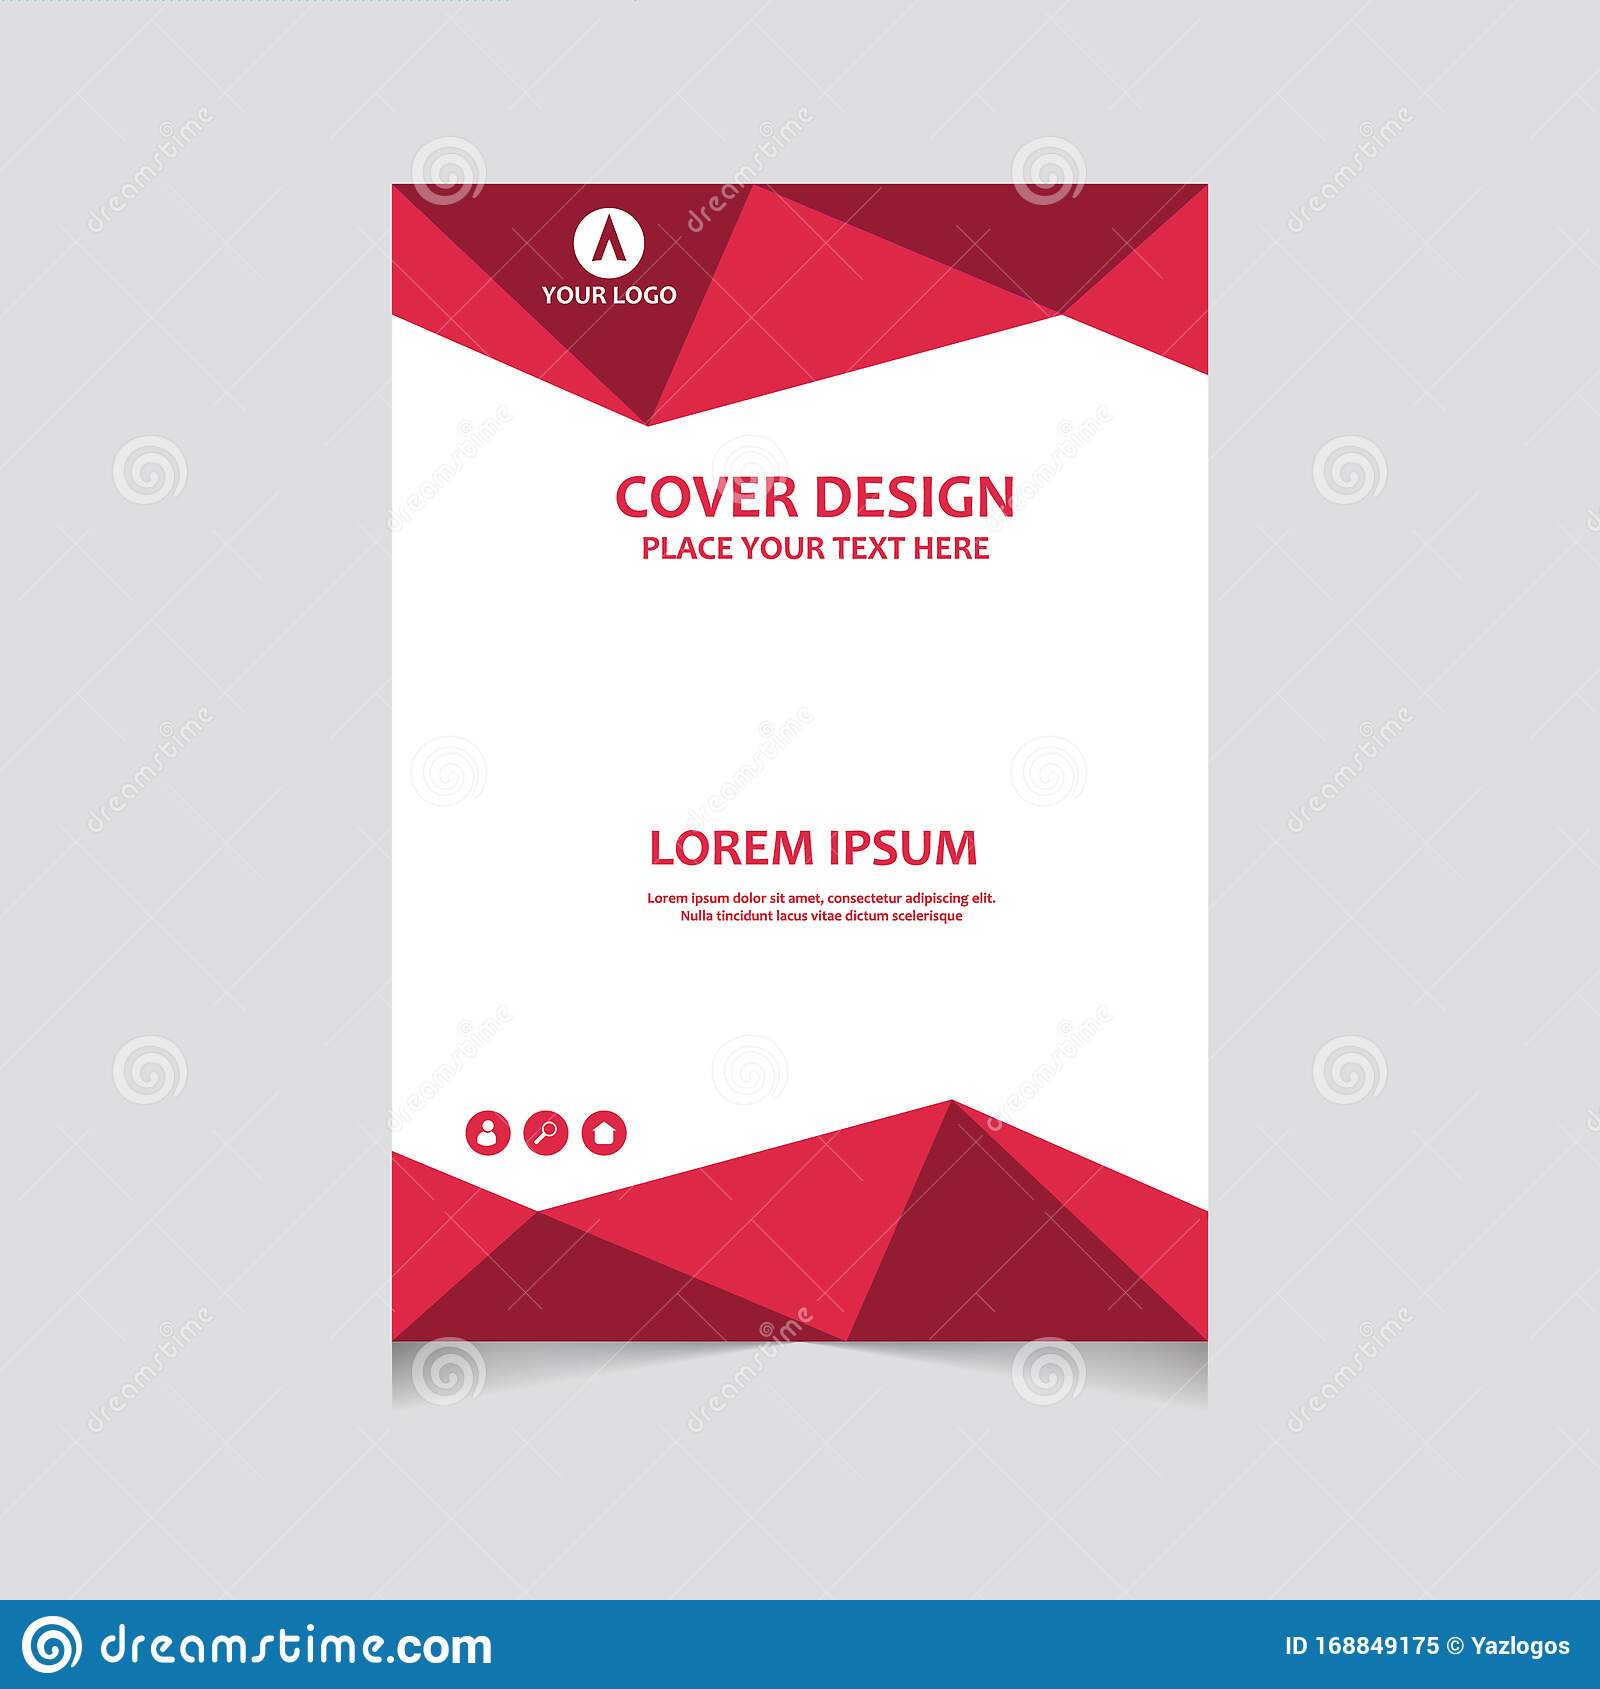 YOUR LOGO
COVER DESIGN
PLACE YOUR TEXT HERE
LOREM IPSUM
Lorem ipsum dolor sit amet, consectetur adipiscing elit.
Nulla tincidunt lacus vitae dictum scelerisque
dreamstime.com
ID 168849175 © Yazlogos